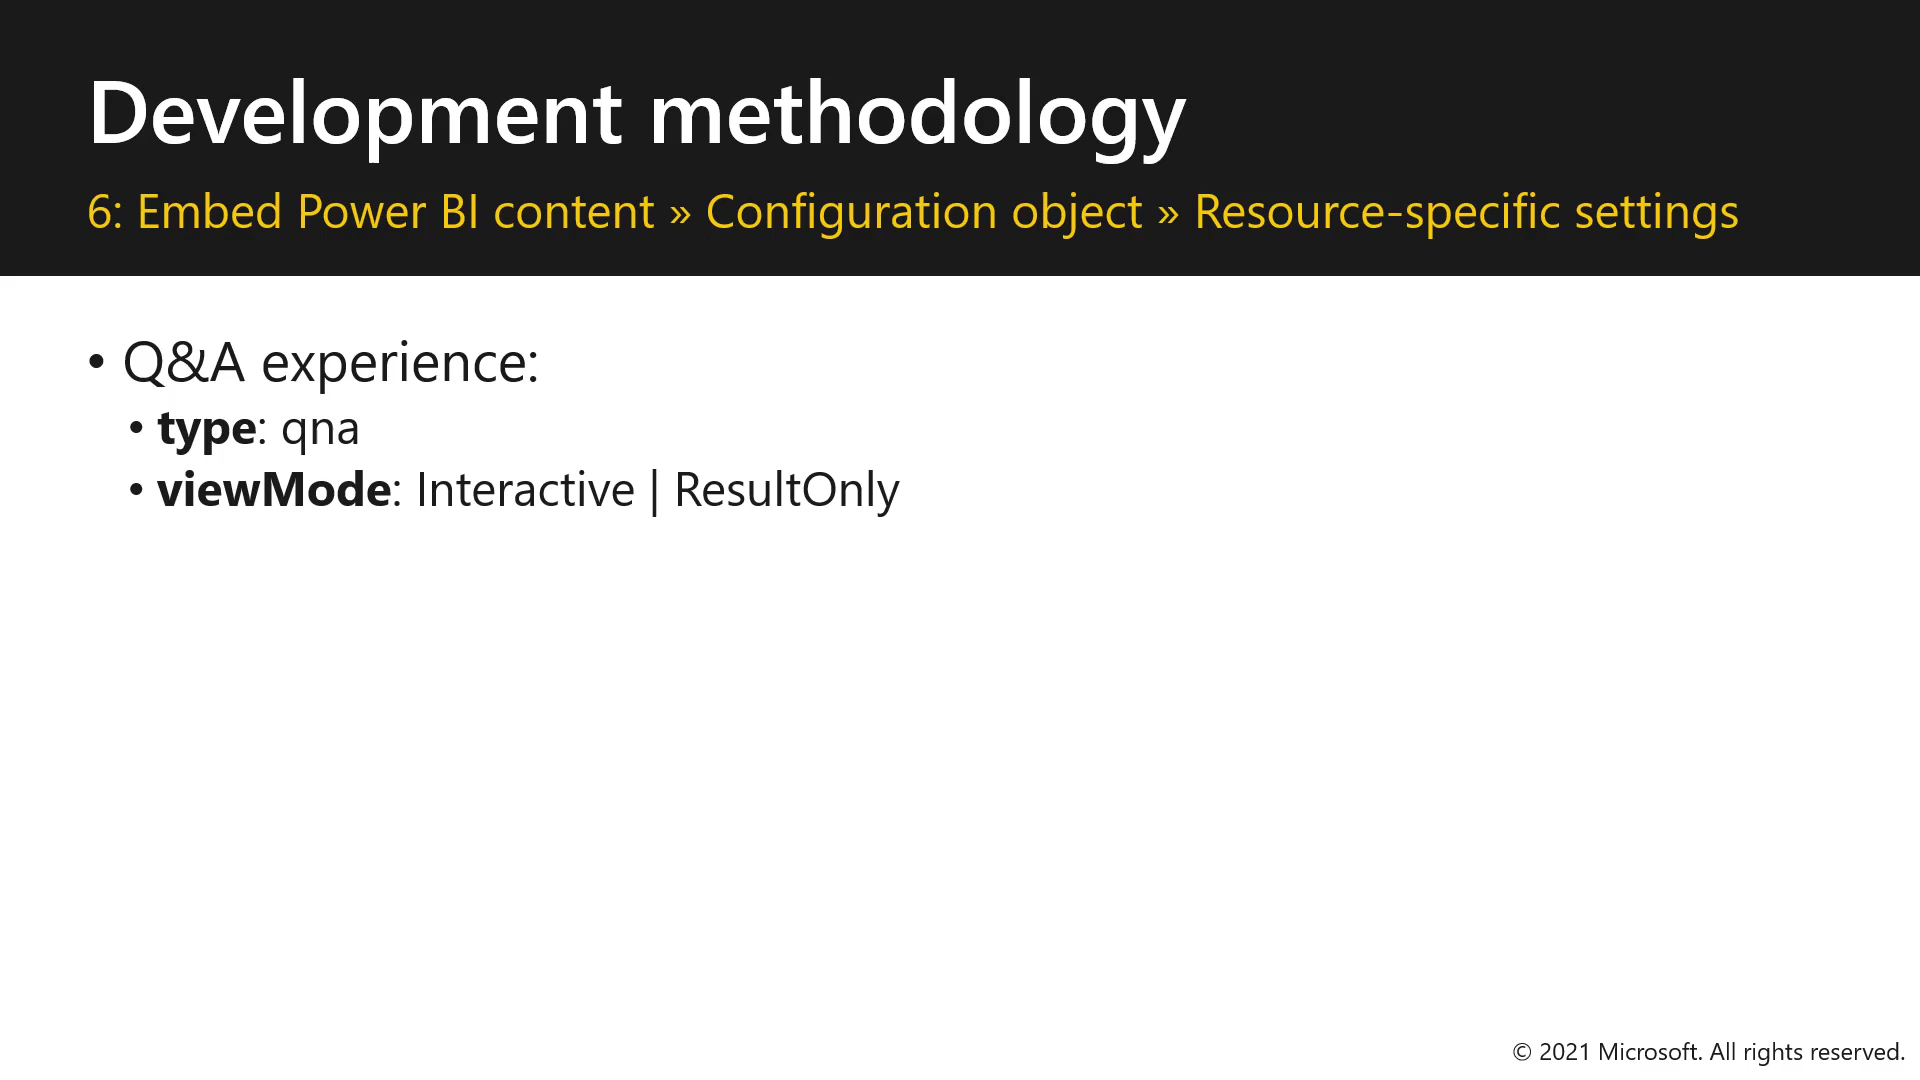 Development methodology
6: Embed Power BI content » Configuration object » Resource-specific settings
• Q&A experience:
• type: qna
• viewMode: Interactive | ResultOnly
© 2021 Microsoft. All rights reserved.